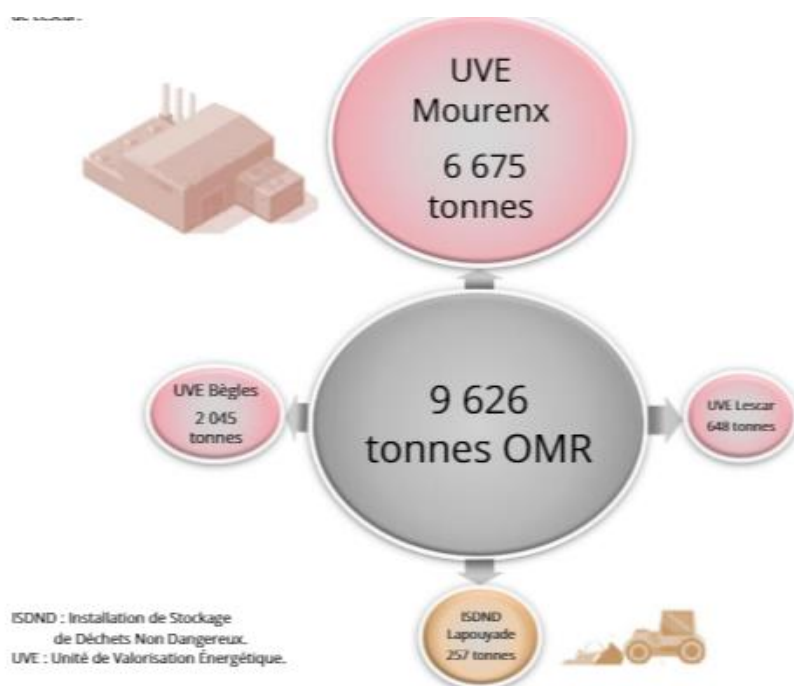 UVE
Mourenx
6 675
tonnes
UVE Bègles
2 045
tonnes
9 626
tonnes OMR
UVE Lescar
648 tonnes
ISDND
Lapouyade
257 tonnes
ISDND : Installation de Stockage
de Déchets Non Dangereux.
UVE : Unité de Valorisation Énergétique.